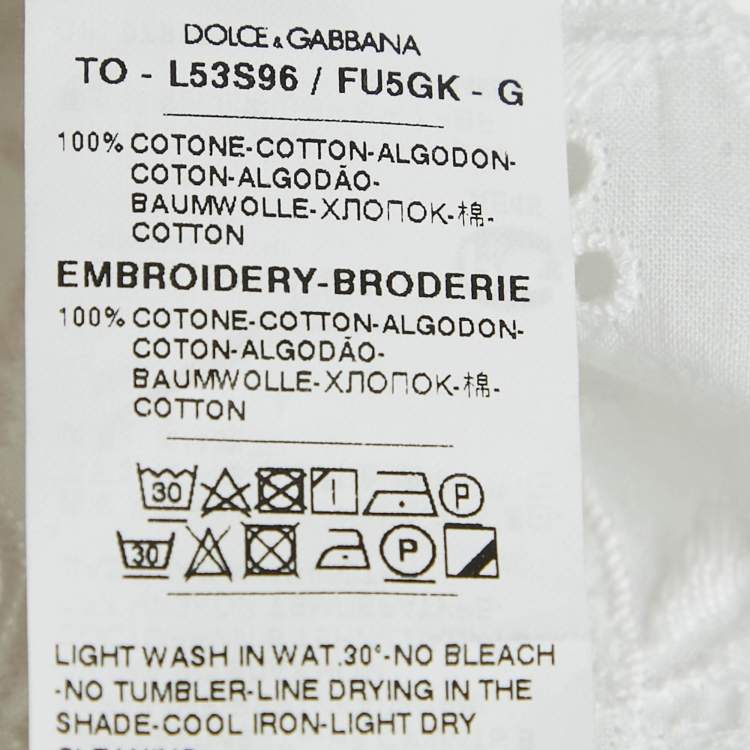 DOLCE&GABBANA
TO - L53S96 / FU5GK - G
100% COTONE-COTTON-ALGODON-
COTON-ALGODÃO-
BAUMWOLLE-ХЛОПОК-棉-
COTTON
EMBROIDERY-BRODERIE
100% COTONE-COTTON-ALGODON-
COTON-ALGODÃO-
BAUMWOLLE-ХЛОПОК-棉-
COTTON
30 P
30 P
LIGHT WASH IN WAT.30°-NO BLEACH
-NO TUMBLER-LINE DRYING IN THE
SHADE-COOL IRON-LIGHT DRY